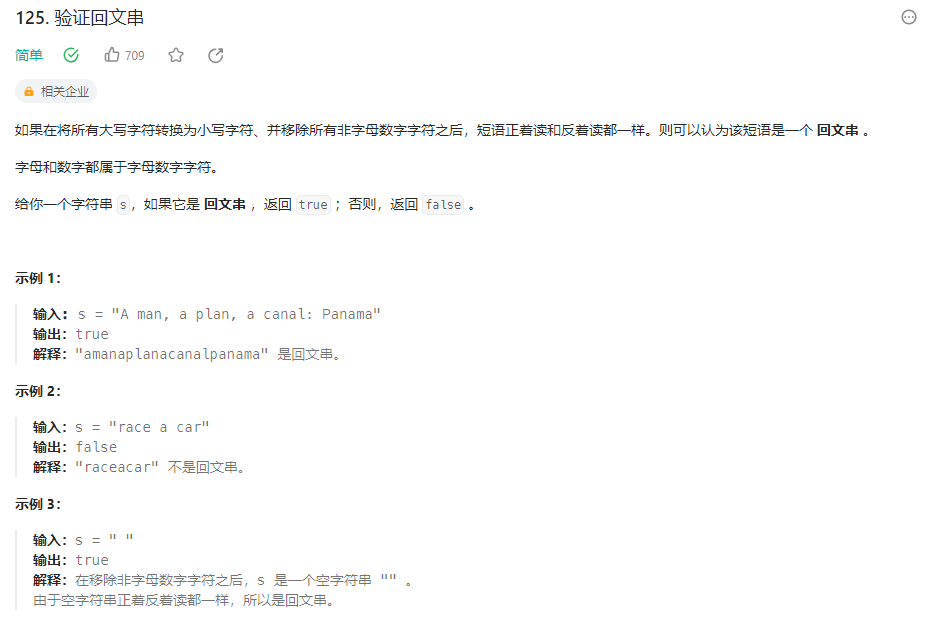 125. 验证回文串
简单 709
相关企业
如果在将所有大写字符转换为小写字符、并移除所有非字母数字字符之后，短语正着读和反着读都一样。则可以认为该短语是一个 回文串 。
字母和数字都属于字母数字字符。
给你一个字符串 s，如果它是 回文串 ，返回 true ；否则，返回 false 。
示例 1：
输入: s = "A man, a plan, a canal: Panama"
输出：true
解释："amanaplanacanalpanama" 是回文串。
示例 2：
输入：s = "race a car"
输出：false
解释："raceacar" 不是回文串。
示例 3：
输入：s = " "
输出：true
解释：在移除非字母数字字符之后，s 是一个空字符串 "" 。
由于空字符串正着反着读都一样，所以是回文串。